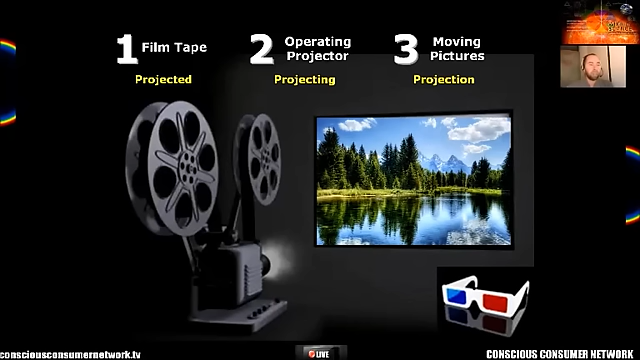 1 Film Tape
Projected
2 Operating
Projector
Projecting
3 Moving
Pictures
Projection
consciousconsumernetwork.tv
LIVE
CONSCIOUS CONSUMER NETWORK